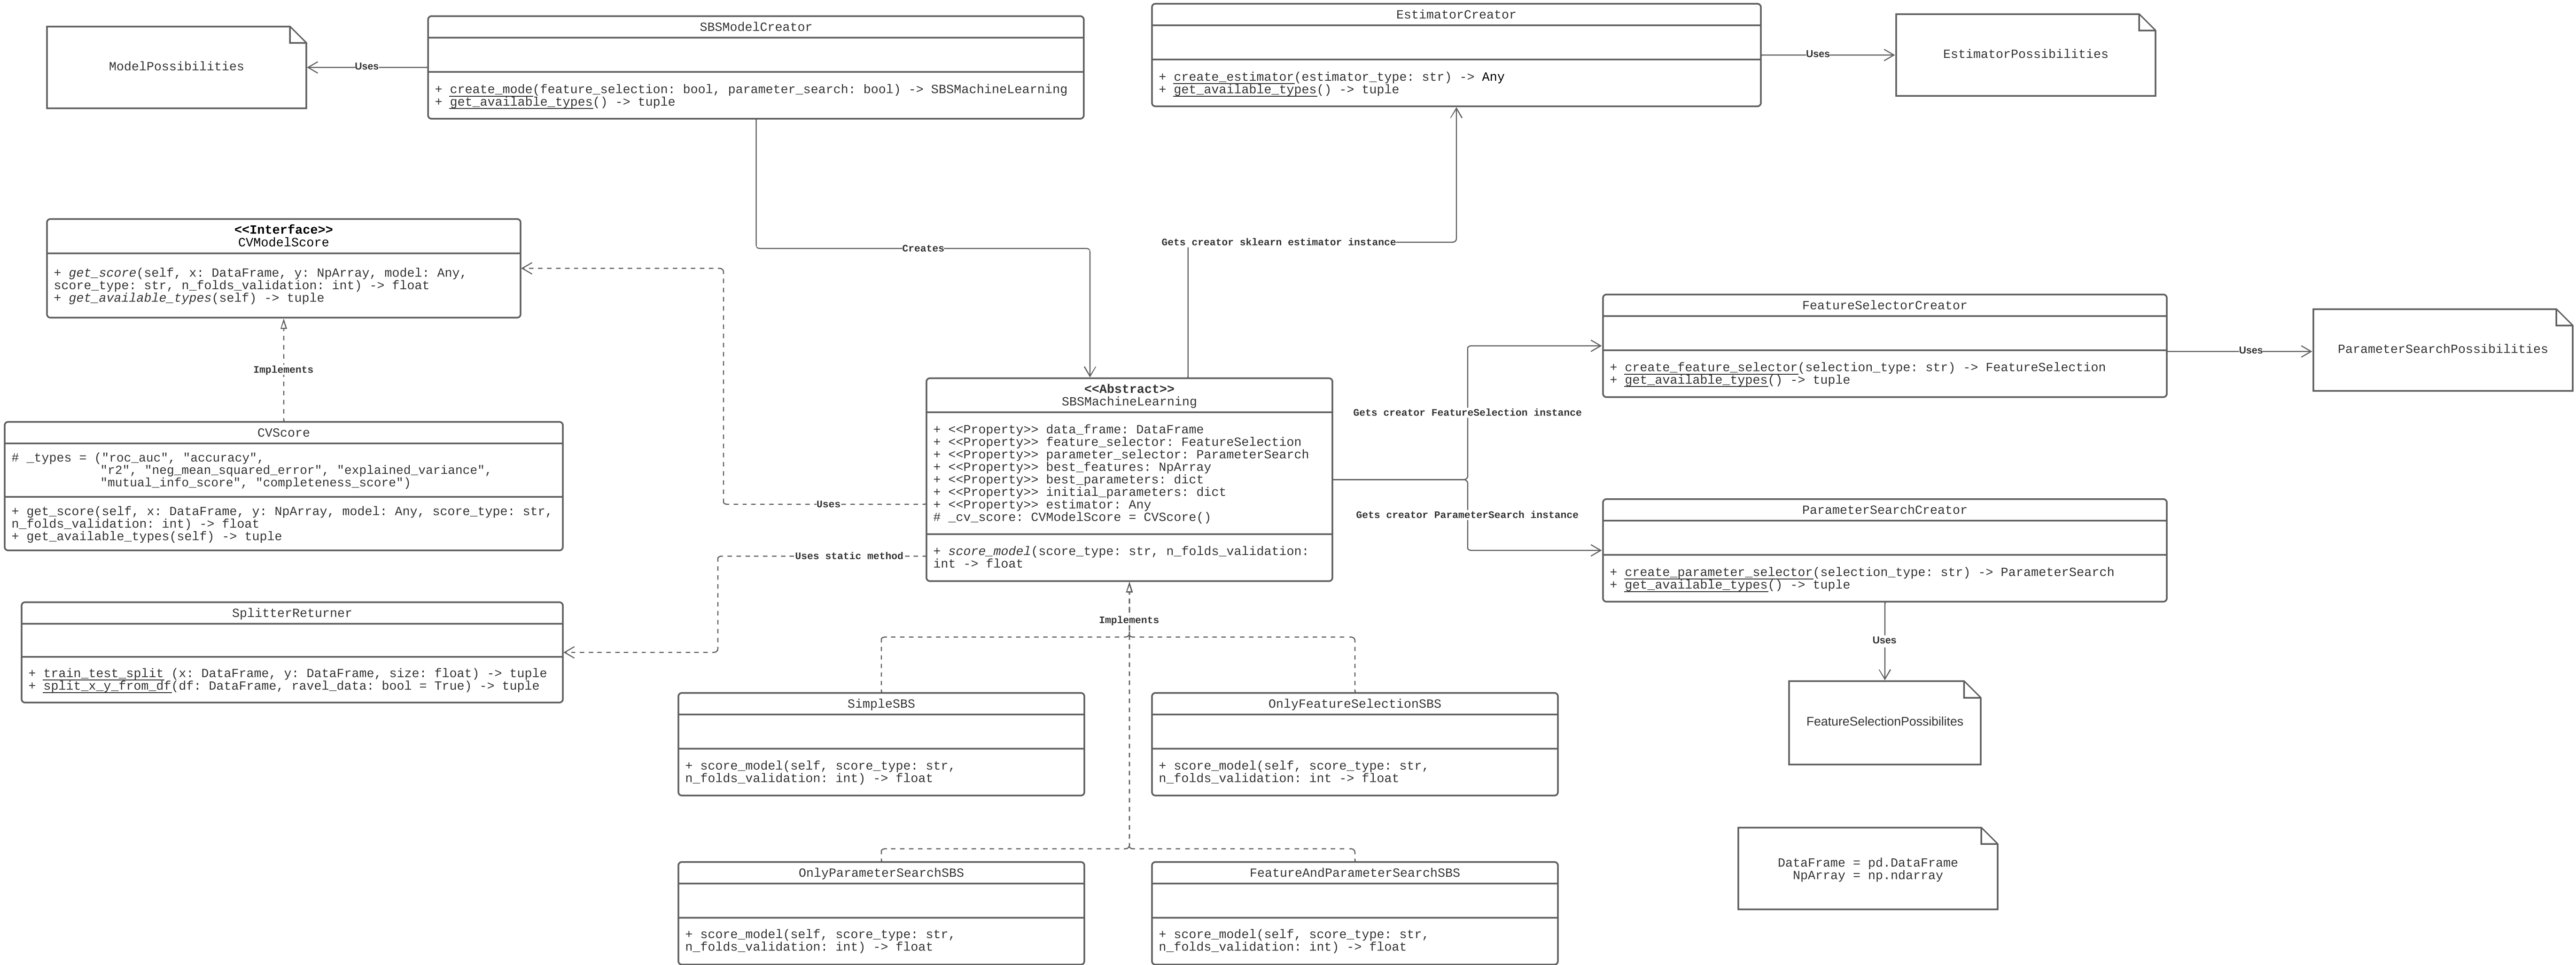 SBSModelCreator
+ create_mode(feature_selection: bool, parameter_search: bool) -> SBSMachineLearning
+ get_available_types() -> tuple
Uses
ModelPossibilities
EstimatorCreator
+ create_estimator(estimator_type: str) -> Any
+ get_available_types() -> tuple
Uses
EstimatorPossibilities
<<Interface>>
CVModelScore
+ get_score(self, x: DataFrame, y: NpArray, model: Any,
score_type: str, n_folds_validation: int) -> float
+ get_available_types(self) -> tuple
Creates
Gets creator sklearn estimator instance
Implements
CVScore
# _types = ("roc_auc", "accuracy",
"r2", "neg_mean_squared_error", "explained_variance",
"mutual_info_score", "completeness_score")
+ get_score(self, x: DataFrame, y: NpArray, model: Any, score_type: str,
n_folds_validation: int) -> float
+ get_available_types(self) -> tuple
Uses
Uses static method
SplitterReturner
+ train_test_split (x: DataFrame, y: DataFrame, size: float) -> tuple
+ split_x_y_from_df(df: DataFrame, ravel_data: bool = True) -> tuple
<<Abstract>>
SBSMachineLearning
+ <<Property>> data_frame: DataFrame
+ <<Property>> feature_selector: FeatureSelection
+ <<Property>> parameter_selector: ParameterSearch
+ <<Property>> best_features: NpArray
+ <<Property>> best_parameters: dict
+ <<Property>> initial_parameters: dict
+ <<Property>> estimator: Any
# _cv_score: CVModelScore = CVScore()
+ score_model(score_type: str, n_folds_validation:
int -> float
Gets creator FeatureSelection instance
Gets creator ParameterSearch instance
FeatureSelectorCreator
+ create_feature_selector(selection_type: str) -> FeatureSelection
+ get_available_types() -> tuple
Uses
ParameterSearchPossibilities
ParameterSearchCreator
+ create_parameter_selector(selection_type: str) -> ParameterSearch
+ get_available_types() -> tuple
Uses
FeatureSelectionPossibilites
Implements
SimpleSBS
+ score_model(self, score_type: str,
n_folds_validation: int) -> float
OnlyFeatureSelectionSBS
+ score_model(self, score_type: str,
n_folds_validation: int -> float
OnlyParameterSearchSBS
+ score_model(self, score_type: str,
n_folds_validation: int) -> float
FeatureAndParameterSearchSBS
+ score_model(self, score_type: str,
n_folds_validation: int) -> float
DataFrame = pd.DataFrame
NpArray = np.ndarray